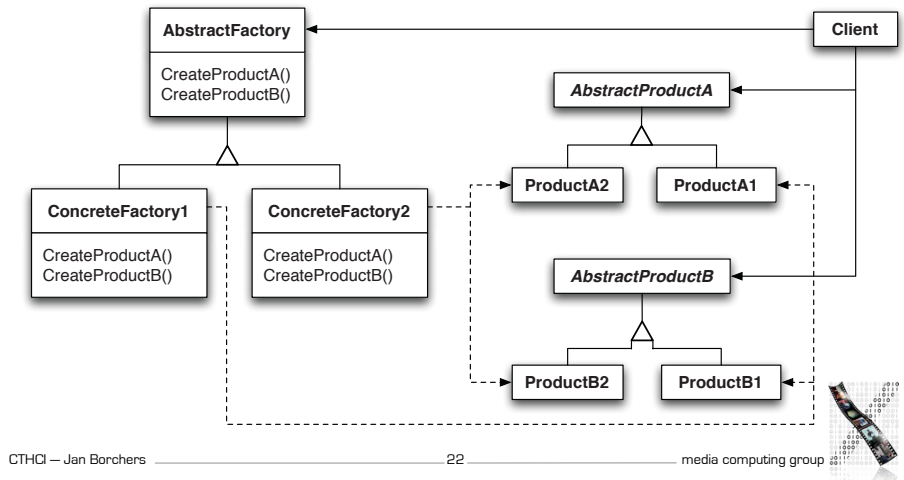 AbstractFactory
CreateProductA()
CreateProductB()
Client
AbstractProductA
ProductA2
ProductA1
ConcreteFactory1
CreateProductA()
CreateProductB()
ConcreteFactory2
CreateProductA()
CreateProductB()
AbstractProductB
ProductB2
ProductB1
CTHCI — Jan Borchers
22
media computing group